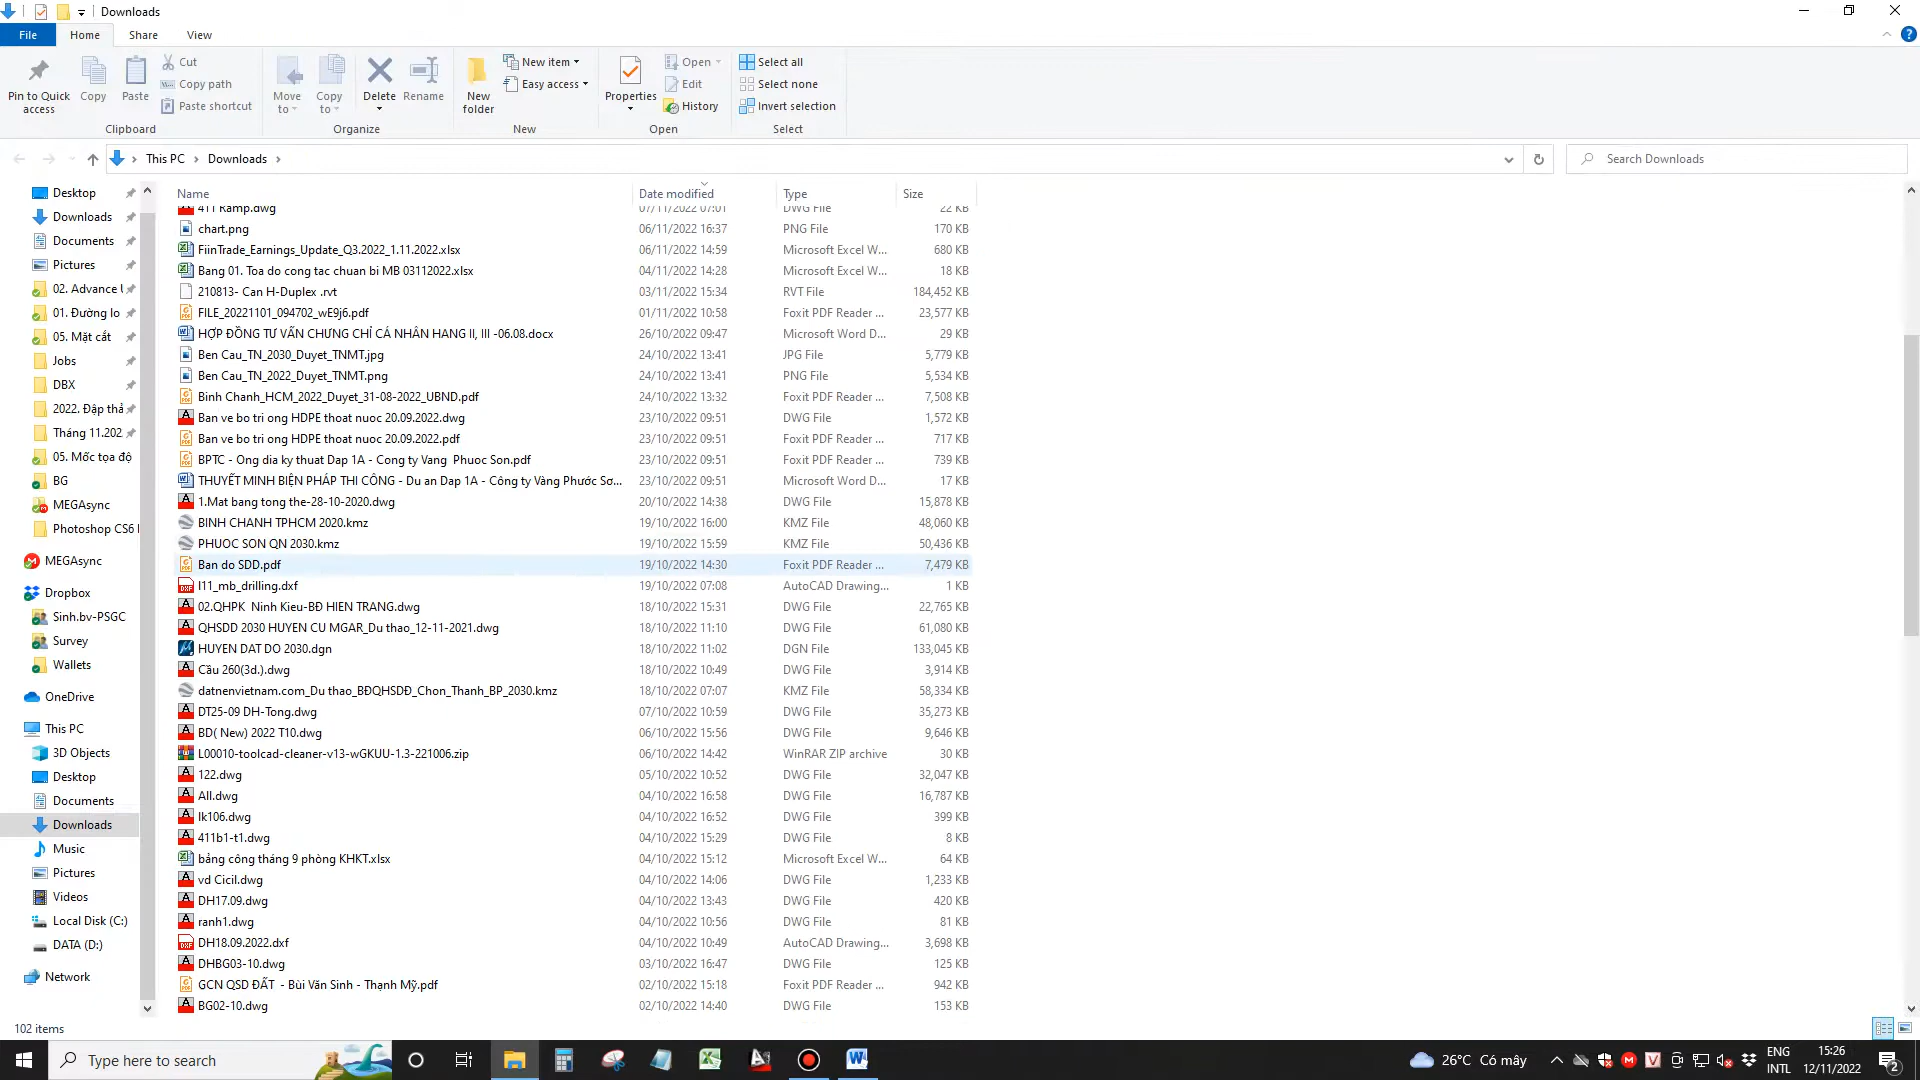 Downloads
File Home Share View
Pin to Quick access
Copy
Paste
Cut
Copy path
Paste shortcut
Clipboard
Move to
Copy to
Delete
Rename
Organize
New folder
New item
Easy access
New
Properties
Open
Edit
History
Open
Select all
Select none
Invert selection
Select
This PC Downloads
Search Downloads
Desktop
Downloads
Documents
Pictures
02. Advance
01. Đường lo
05. Mặt cắt
Jobs
DBX
2022. Đập thả
Tháng 11.202
05. Mốc tọa độ
BG
MEGAsync
Photoshop CS6
MEGAsync
Dropbox
Sinh.bv-PSGC
Survey
Wallets
OneDrive
This PC
3D Objects
Desktop
Documents
Downloads
Music
Pictures
Videos
Local Disk (C:)
DATA (D:)
Network
Name Date modified Type Size
411 Ramp.dwg 07/11/2022 07:01 DWG File 22 KB
chart.png 06/11/2022 16:37 PNG File 170 KB
FiinTrade_Earnings_Update_Q3.2022_1.11.2022.xlsx 06/11/2022 14:59 Microsoft Excel W... 680 KB
Bang 01. Toa do cong tac chuan bi MB 03112022.xlsx 04/11/2022 14:28 Microsoft Excel W... 18 KB
210813- Can H-Duplex .rvt 03/11/2022 15:34 RVT File 184,452 KB
FILE_20221101_094702_wE9j6.pdf 01/11/2022 10:58 Foxit PDF Reader ... 23,577 KB
HỢP ĐỒNG TƯ VẤN CHƯNG CHỈ CÁ NHÂN HANG II, III -06.08.docx 26/10/2022 09:47 Microsoft Word D... 29 KB
Ben Cau_TN_2030_Duyet_TNMT.jpg 24/10/2022 13:41 JPG File 5,779 KB
Ben Cau_TN_2022_Duyet_TNMT.png 24/10/2022 13:41 PNG File 5,534 KB
Binh Chanh_HCM_2022_Duyet_31-08-2022_UBND.pdf 24/10/2022 13:32 Foxit PDF Reader ... 7,508 KB
Ban ve bo tri ong HDPE thoat nuoc 20.09.2022.dwg 23/10/2022 09:51 DWG File 1,572 KB
Ban ve bo tri ong HDPE thoat nuoc 20.09.2022.pdf 23/10/2022 09:51 Foxit PDF Reader ... 717 KB
BPTC - Ong dia ky thuat Dap 1A - Cong ty Vang  Phuoc Son.pdf 23/10/2022 09:51 Foxit PDF Reader ... 739 KB
THUYẾT MINH BIỆN PHÁP THI CÔNG - Du an Dap 1A - Công ty Vàng Phước Sơ... 23/10/2022 09:51 Microsoft Word D... 17 KB
1.Mat bang tong the-28-10-2020.dwg 20/10/2022 14:38 DWG File 15,878 KB
BINH CHANH TPHCM 2020.kmz 19/10/2022 16:00 KMZ File 48,060 KB
PHUOC SON QN 2030.kmz 19/10/2022 15:59 KMZ File 50,436 KB
Ban do SDD.pdf 19/10/2022 14:30 Foxit PDF Reader ... 7,479 KB
I11_mb_drilling.dxf 19/10/2022 07:08 AutoCAD Drawing... 1 KB
02.QHPK  Ninh Kieu-BĐ HIEN TRANG.dwg 18/10/2022 15:31 DWG File 22,765 KB
QHSDD 2030 HUYEN CU MGAR_Du thao_12-11-2021.dwg 18/10/2022 11:10 DWG File 61,080 KB
HUYEN DAT DO 2030.dgn 18/10/2022 11:02 DGN File 133,045 KB
Cầu 260(3d.).dwg 18/10/2022 10:49 DWG File 3,914 KB
datnenvietnam.com_Du thao_BĐQHSDĐ_Chon_Thanh_BP_2030.kmz 18/10/2022 07:07 KMZ File 58,334 KB
DT25-09 DH-Tong.dwg 07/10/2022 10:59 DWG File 35,273 KB
BD( New) 2022 T10.dwg 06/10/2022 15:56 DWG File 9,646 KB
L00010-toolcad-cleaner-v13-wGKUU-1.3-221006.zip 06/10/2022 14:42 WinRAR ZIP archive 30 KB
122.dwg 05/10/2022 10:52 DWG File 32,047 KB
All.dwg 04/10/2022 16:58 DWG File 16,787 KB
lk106.dwg 04/10/2022 16:52 DWG File 399 KB
411b1-t1.dwg 04/10/2022 15:29 DWG File 8 KB
bảng công tháng 9 phòng KHKT.xlsx 04/10/2022 15:12 Microsoft Excel W... 64 KB
vd Cicil.dwg 04/10/2022 14:06 DWG File 1,233 KB
DH17.09.dwg 04/10/2022 13:43 DWG File 420 KB
ranh1.dwg 04/10/2022 10:56 DWG File 81 KB
DH18.09.2022.dxf 04/10/2022 10:49 AutoCAD Drawing... 3,698 KB
DHBG03-10.dwg 03/10/2022 16:47 DWG File 125 KB
GCN QSD ĐẤT  - Bùi Văn Sinh - Thạnh Mỹ.pdf 02/10/2022 15:18 Foxit PDF Reader ... 942 KB
BG02-10.dwg 02/10/2022 14:40 DWG File 153 KB
102 items
Type here to search
26°C Có mây
ENG
INTL
15:26
12/11/2022
2